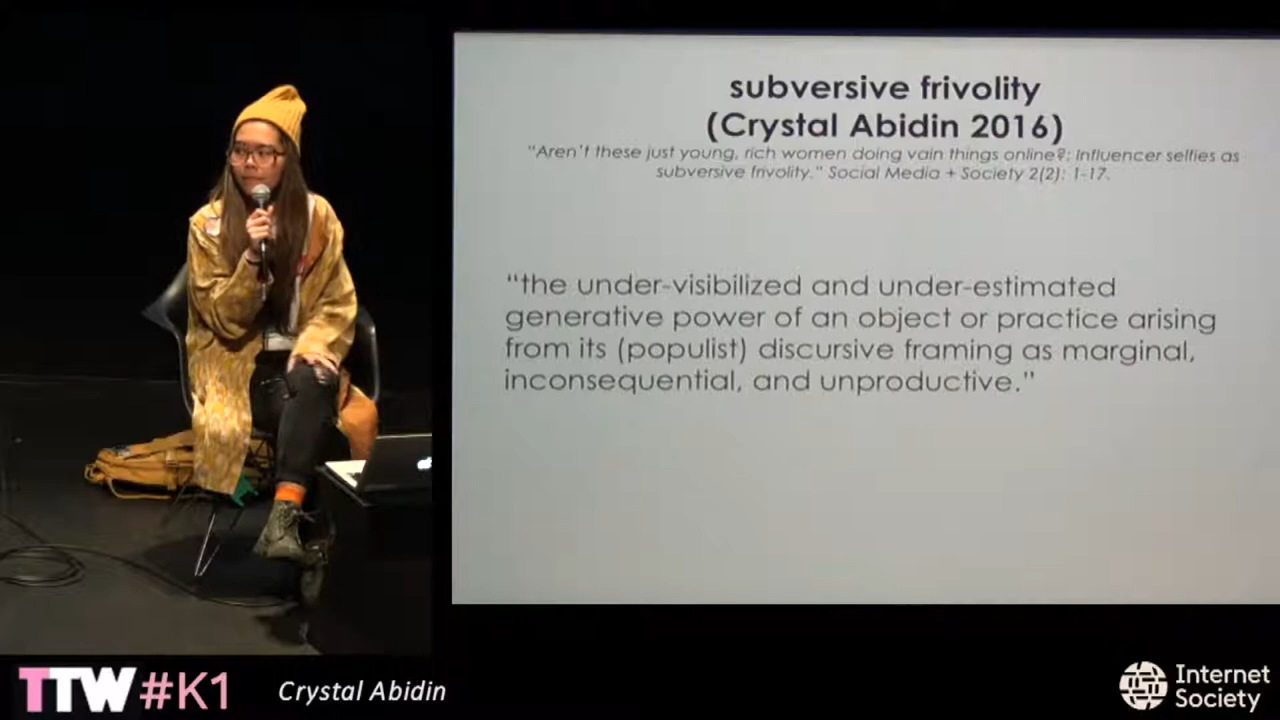 subversive frivolity
(Crystal Abidin 2016)
"Aren't these just young, rich women doing vain things online?: Influencer selfies as
subversive frivolity." Social Media + Society 2(2): 1-17.
"the under-visibilized and under-estimated
generative power of an object or practice arising
from its (populist) discursive framing as marginal,
inconsequential, and unproductive."
TTW#K1
Crystal Abidin
Internet
Society